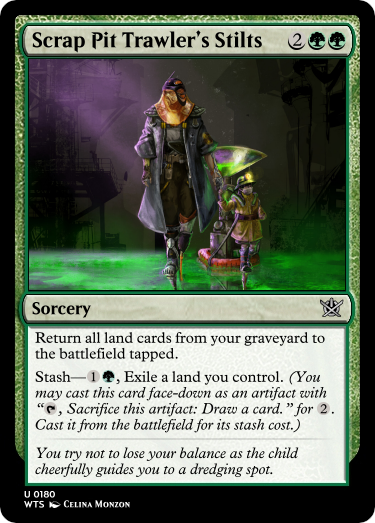 Scrap Pit Trawler's Stilts 2
Sorcery
Return all land cards from your graveyard to
the battlefield tapped.
Stash—1, Exile a land you control. (You
may cast this card face-down as an artifact with
“, Sacrifice this artifact: Draw a card.” for 2.
Cast it from the battlefield for its stash cost.)
You try not to lose your balance as the child
cheerfully guides you to a dredging spot.
U 0180
WTS Celina Monzon